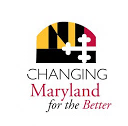 CHANGING
Maryland
for the Better